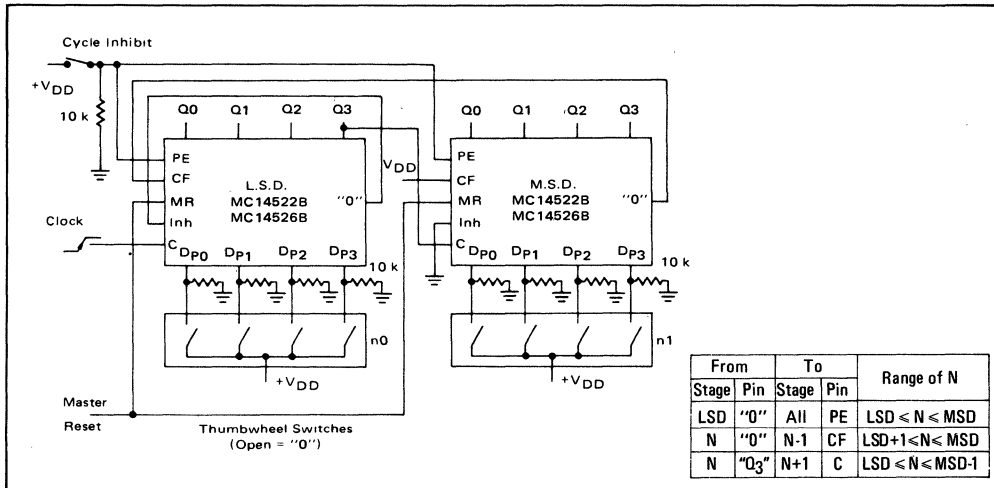 Cycle Inhibit
+VDD
10 k
Q0 Q1 Q2 Q3
Q0 Q1 Q2 Q3
PE
CF
MR
Inh
C
L.S.D.
MC14522B
MC14526B
"0"
DP0 DP1 DP2 DP3
VDD
PE
CF
MR
Inh
C
M.S.D.
MC14522B
MC14526B
"0"
DP0 DP1 DP2 DP3
Clock
10 k
10 k
n0
n1
+VDD
+VDD
Master
Reset
Thumbwheel Switches
(Open = "0")
From To Range of N
Stage Pin Stage Pin
LSD "0" All PE LSD ≤ N ≤ MSD
N "0" N-1 CF LSD+1≤N≤ MSD
N "Q3" N+1 C LSD ≤ N ≤ MSD-1